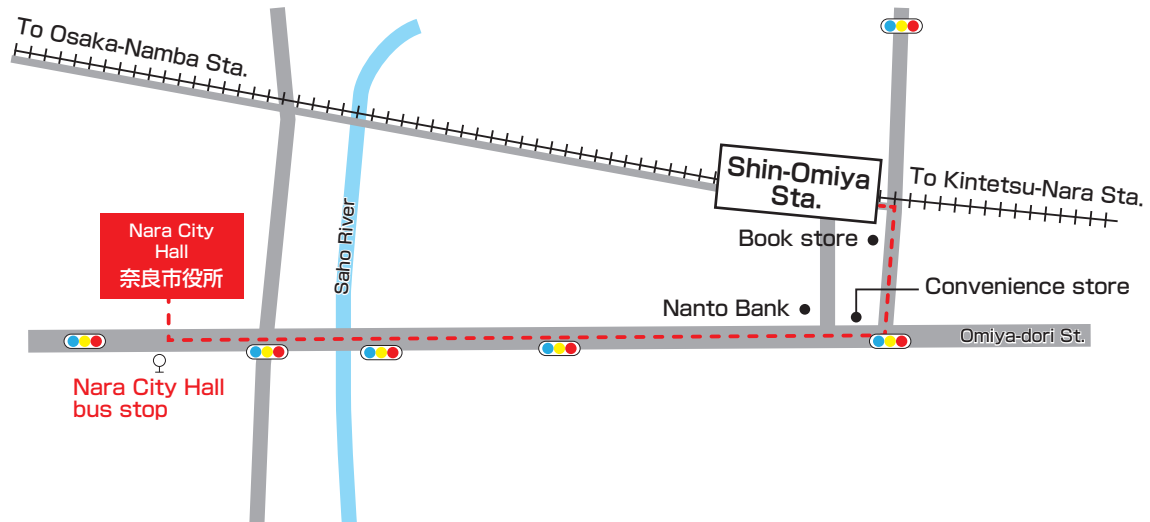 To Osaka-Namba Sta.
Shin-Omiya
Sta.
To Kintetsu-Nara Sta.
Nara City
Hall
奈良市役所
Saho River
Book store
Convenience store
Nanto Bank
Omiya-dori St.
Nara City Hall
bus stop